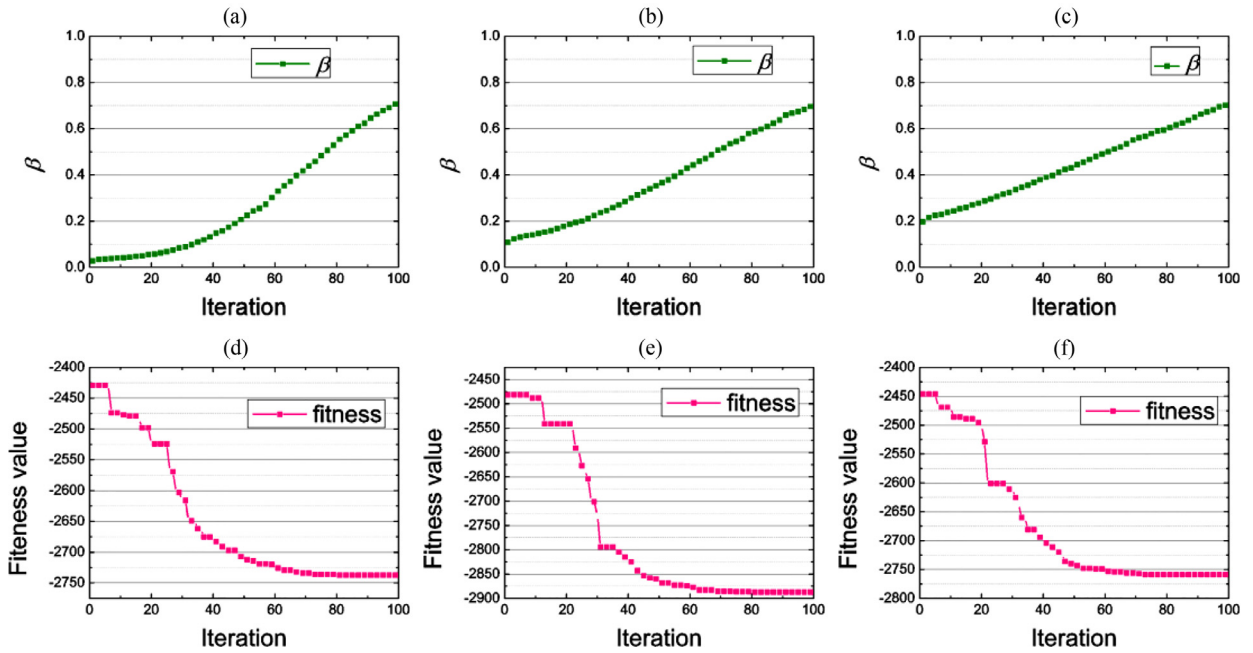 (a) (b) (c)
1.0 1.0 1.0
β β β
0.8 0.8 0.8
0.6 0.6 0.6
β β β
0.4 0.4 0.4
0.2 0.2 0.2
0.0 0.0 0.0
0 20 40 60 80 100 0 20 40 60 80 100 0 20 40 60 80 100
Iteration Iteration Iteration
(d)
-2400
fitness
-2450
-2500
-2550
Fiteness value
-2600
-2650
-2700
-2750
0 20 40 60 80 100
Iteration
(e)
-2450
fitness
-2500
-2550
-2600
-2650
Fitness value
-2700
-2750
-2800
-2850
-2900
0 20 40 60 80 100
Iteration
(f)
-2400
fitness
-2450
-2500
-2550
Fitness value
-2600
-2650
-2700
-2750
-2800
0 20 40 60 80 100
Iteration